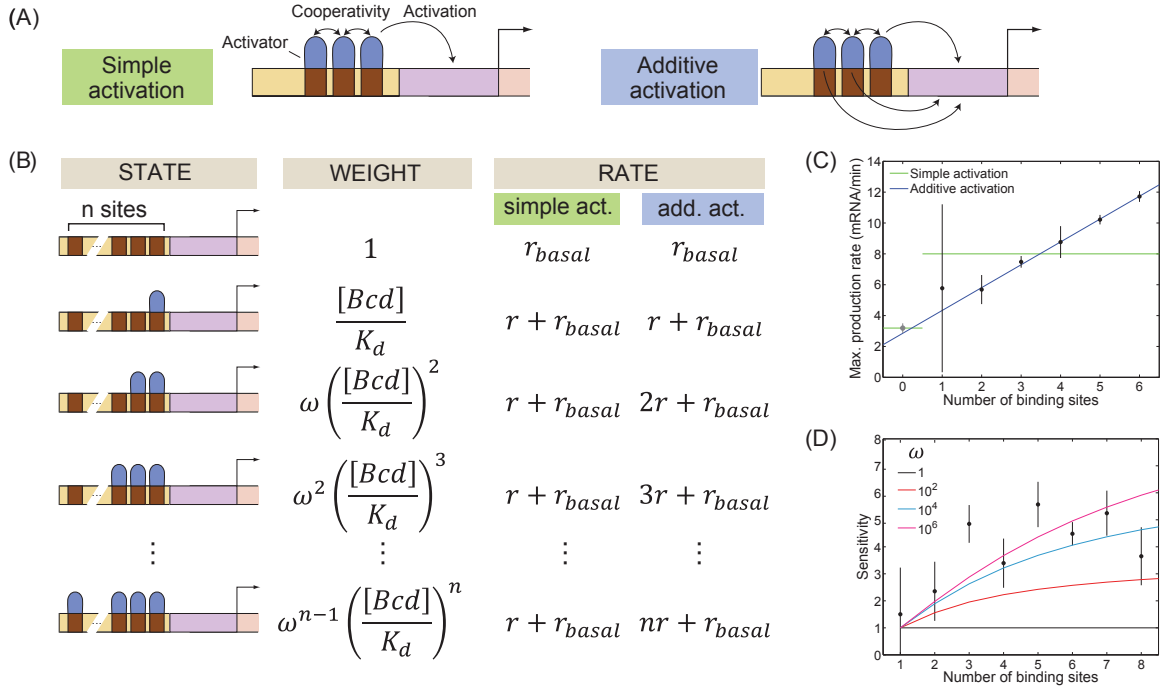 (A)
Cooperativity
Activation
Activator
Simple
activation
Additive
activation
(B)
STATE
WEIGHT
RATE
simple act.
add. act.
n sites
...
1
r_basal
r_basal
[Bcd]/K_d
r + r_basal
r + r_basal
...
ω([Bcd]/K_d)^2
r + r_basal
2r + r_basal
...
ω^2([Bcd]/K_d)^3
r + r_basal
3r + r_basal
...
⋮ ⋮ ⋮ ⋮
ω^{n-1}([Bcd]/K_d)^n
r + r_basal
nr + r_basal
...
(C)
Max. production rate (mRNA/min)
14
12
10
8
6
4
2
0
Simple activation
Additive activation
0 1 2 3 4 5 6
Number of binding sites
(D)
Sensitivity
8
7
6
5
4
3
2
1
0
ω
1
10^2
10^4
10^6
1 2 3 4 5 6 7 8
Number of binding sites